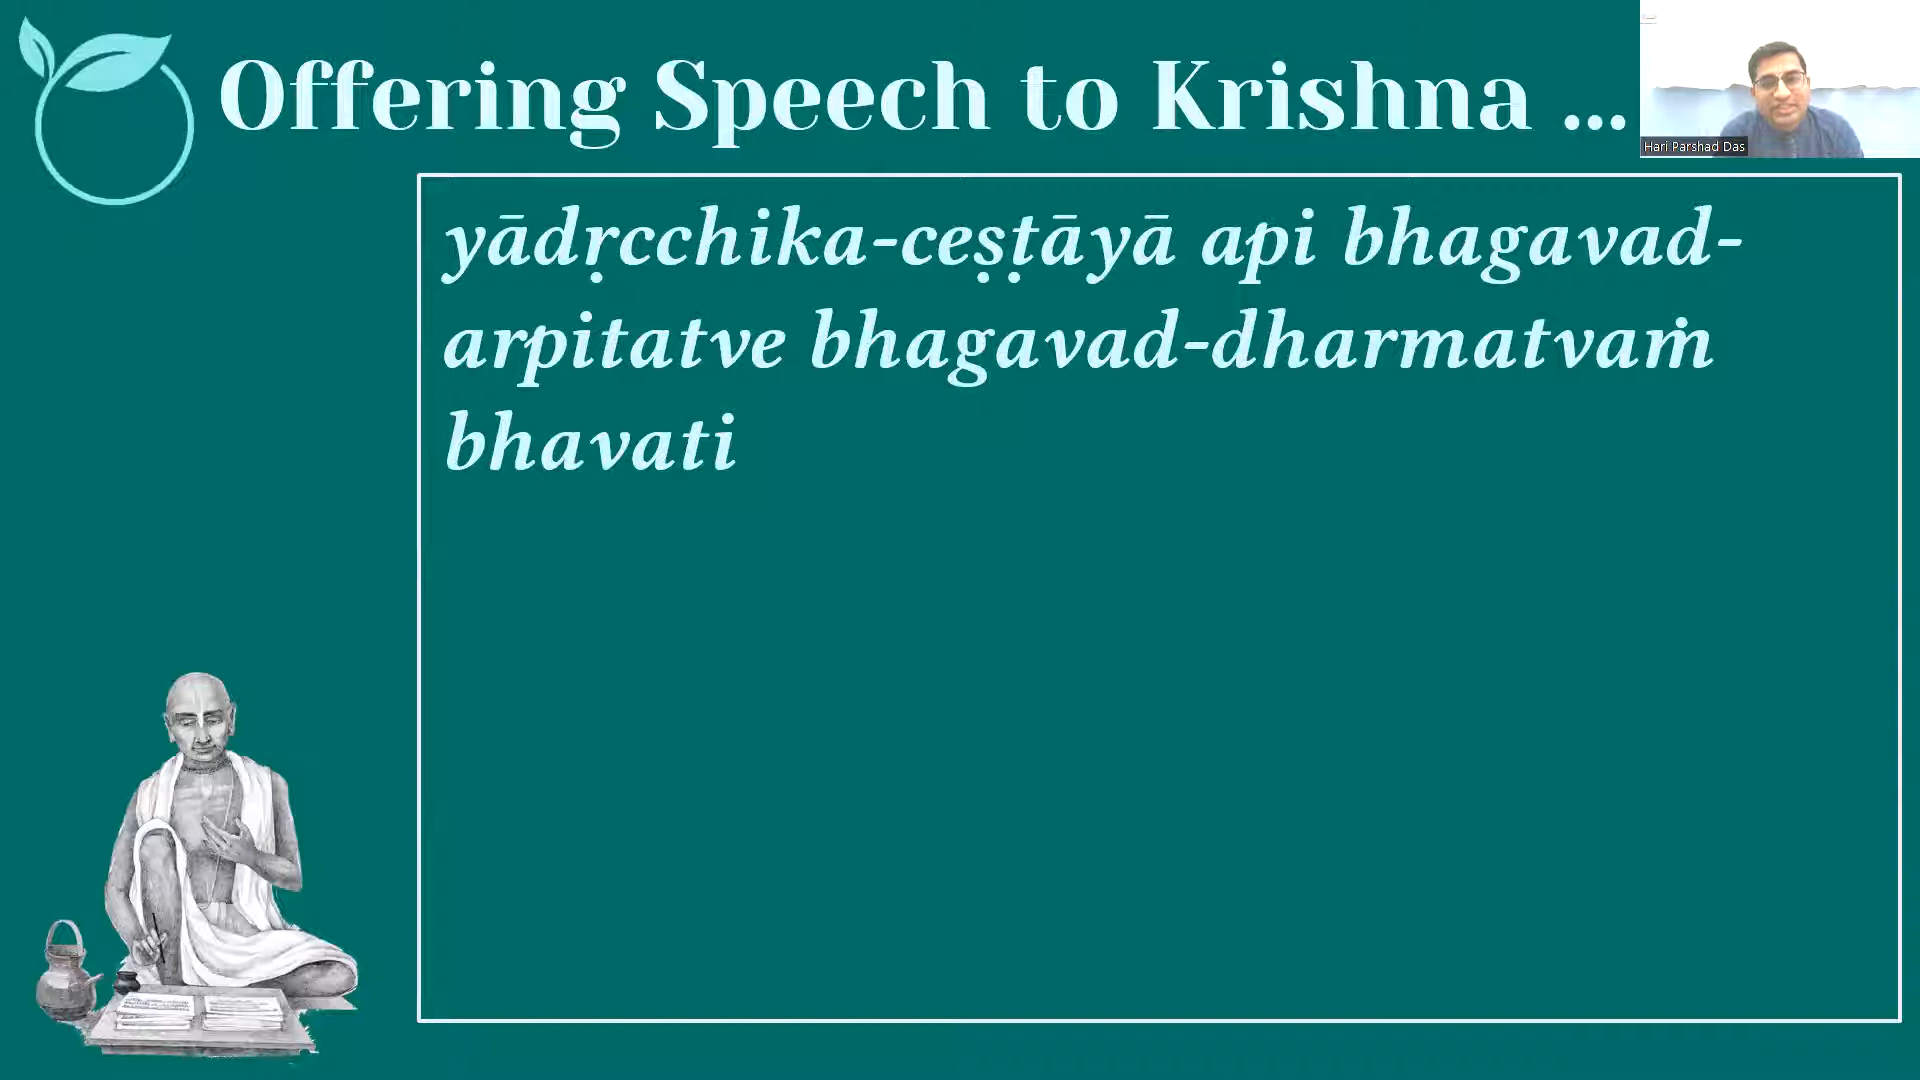 Offering Speech to Krishna ...
Hari Parshad Das
yādṛcchika-ceṣṭāyā api bhagavad-
arpitatve bhagavad-dharmatvaṁ
bhavati